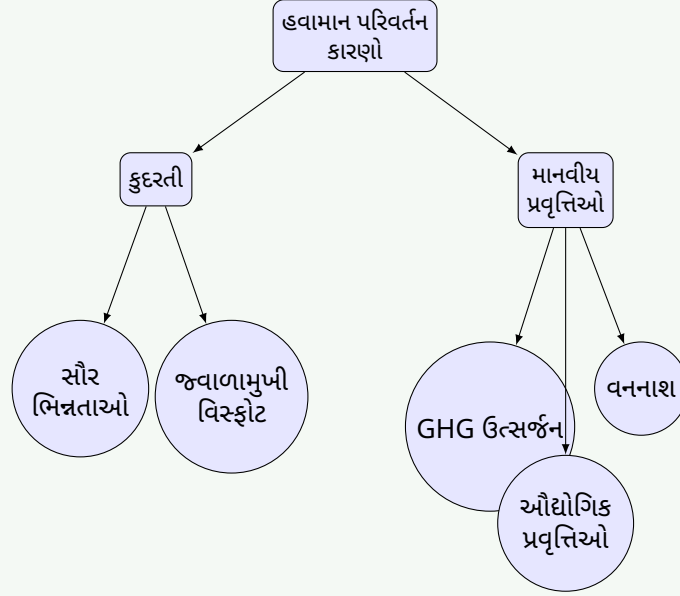 હવામાન પરિવર્તન
કારણો
કુદરતી
માનવીય
પ્રવૃત્તિઓ
સૌર
ભિન્નતાઓ
જ્વાળામુખી
વિસ્ફોટ
GHG ઉત્સર્જન
ઔદ્યોગિક
પ્રવૃત્તિઓ
વનનાશ